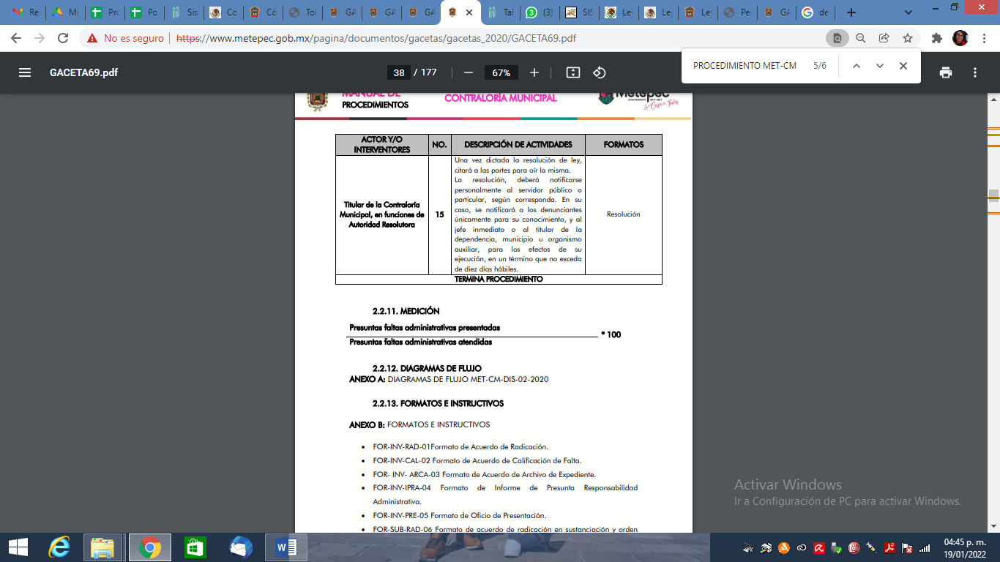 Re
Mi
Pro
Po
Sis
Co
Có
Tol
GA
GA
GA
Tal
(3)
SIS
Le
Le
Le
Pe
GA
de
No es seguro
https://www.metepec.gob.mx/pagina/documentos/gacetas/gacetas_2020/GACETA69.pdf
PROCEDIMIENTO MET-CM 5/6
GACETA69.pdf
38 / 177
67%
MANUAL DE
PROCEDIMIENTOS
CONTRALORÍA MUNICIPAL
Metepec
La Casa de Todos
ACTOR Y/O
INTERVENTORES
NO.
DESCRIPCIÓN DE ACTIVIDADES
FORMATOS
Titular de la Contraloría
Municipal, en funciones de
Autoridad Resolutora
15
Una vez dictada la resolución de ley,
citará a las partes para oír la misma.
La resolución, deberá notificarse
personalmente al servidor público o
particular, según corresponda. En su
caso, se notificará a los denunciantes
únicamente para su conocimiento, y al
jefe inmediato o al titular de la
dependencia, municipio u organismo
auxiliar, para los efectos de su
ejecución, en un término que no exceda
de diez días hábiles.
Resolución
TERMINA PROCEDIMIENTO
2.2.11. MEDICIÓN
Presuntas faltas administrativas presentadas
* 100
Presuntas faltas administrativas atendidas
2.2.12. DIAGRAMAS DE FLUJO
ANEXO A: DIAGRAMAS DE FLUJO MET-CM-DIS-02-2020
2.2.13. FORMATOS E INSTRUCTIVOS
ANEXO B: FORMATOS E INSTRUCTIVOS
• FOR-INV-RAD-01Formato de Acuerdo de Radicación.
• FOR-INV-CAL-02 Formato de Acuerdo de Calificación de Falta.
• FOR- INV- ARCA-03 Formato de Acuerdo de Archivo de Expediente.
• FOR-INV-IPRA-04 Formato de Informe de Presunta Responsabilidad
Administrativa.
• FOR-INV-PRE-05 Formato de Oficio de Presentación.
• FOR-SUB-RAD-06 Formato de acuerdo de radicación en sustanciación y orden
Activar Windows
Ir a Configuración de PC para activar Windows.
04:45 p. m.
19/01/2022